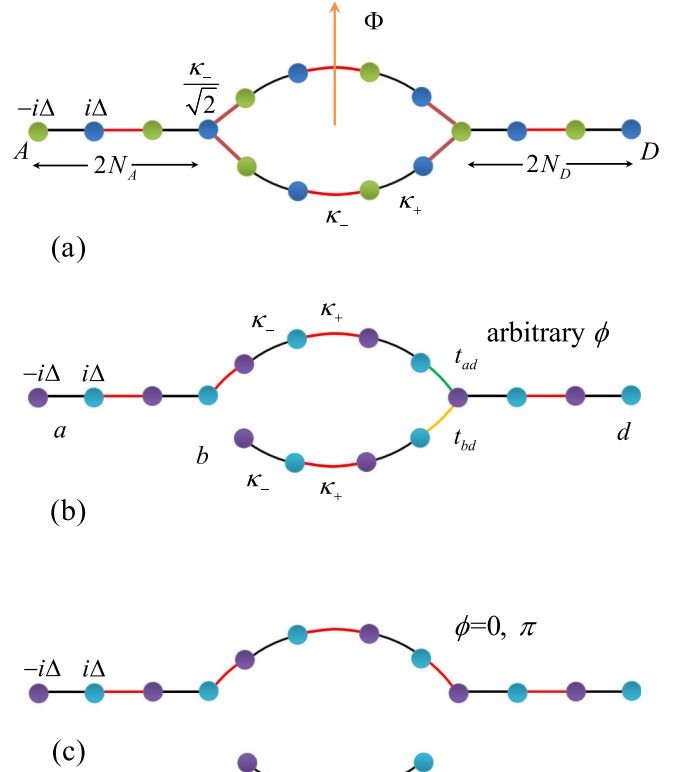 Φ
κ₋/√2
−iΔ iΔ
A D
2N_A 2N_D
κ₋ κ₊
(a)
κ₋ κ₊
arbitrary ϕ
−iΔ iΔ
t_ad
a b d
t_bd
κ₋ κ₊
(b)
ϕ=0, π
−iΔ iΔ
(c)